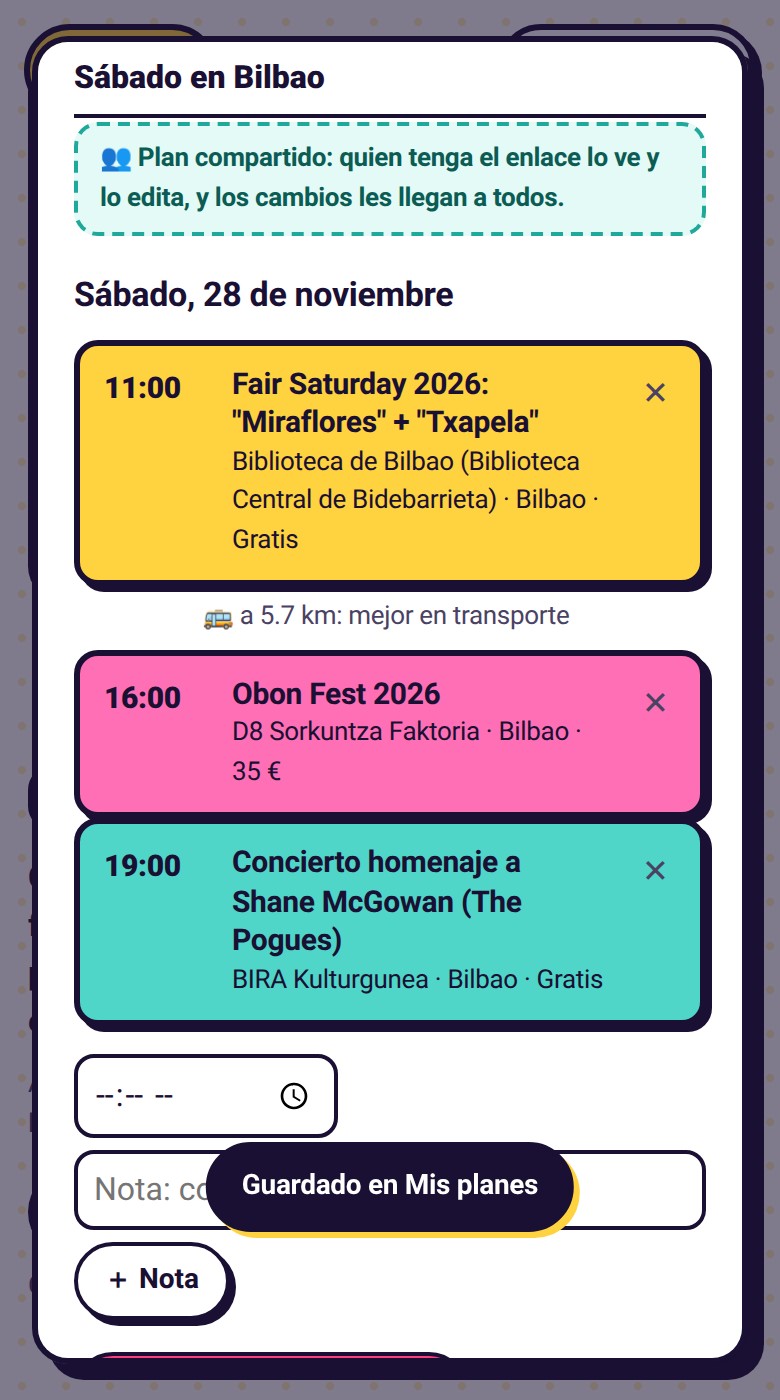 Sábado en Bilbao
👥 Plan compartido: quien tenga el enlace lo ve y
lo edita, y los cambios les llegan a todos.
Sábado, 28 de noviembre
11:00
Fair Saturday 2026:
"Miraflores" + "Txapela"
Biblioteca de Bilbao (Biblioteca
Central de Bidebarrieta) · Bilbao ·
Gratis
✕
🚌 a 5.7 km: mejor en transporte
16:00
Obon Fest 2026
D8 Sorkuntza Faktoria · Bilbao ·
35 €
✕
19:00
Concierto homenaje a
Shane McGowan (The
Pogues)
BIRA Kulturgunea · Bilbao · Gratis
✕
--:-- --
Nota:
Guardado en Mis planes
+ Nota